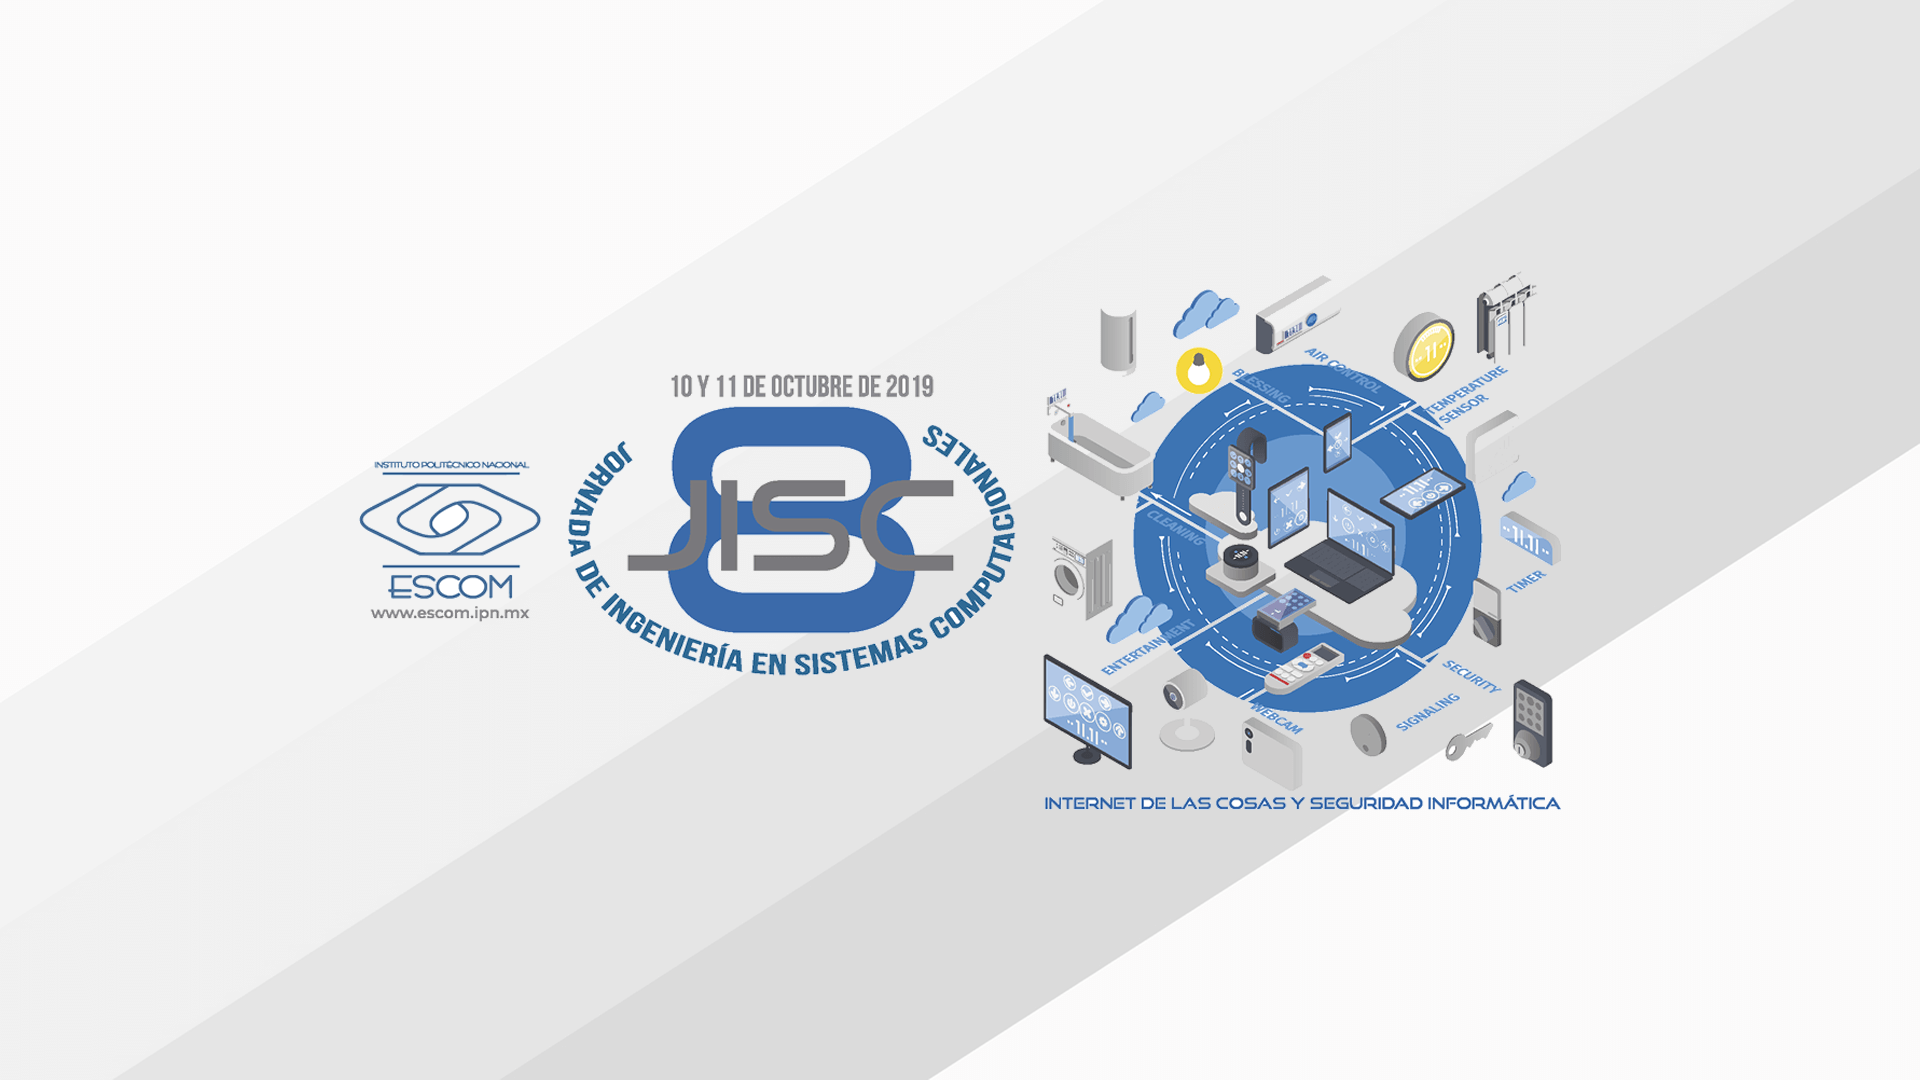 INSTITUTO POLITÉCNICO NACIONAL
ESCOM
www.escom.ipn.mx
10 Y 11 DE OCTUBRE DE 2019
8
JISC
JORNADA DE INGENIERÍA EN SISTEMAS COMPUTACIONALES
BLESSING
AIR CONTROL
TEMPERATURE
SENSOR
CLEANING
TIMER
ENTERTAINMENT
SECURITY
SIGNALING
WEBCAM
11.11
INTERNET DE LAS COSAS Y SEGURIDAD INFORMÁTICA